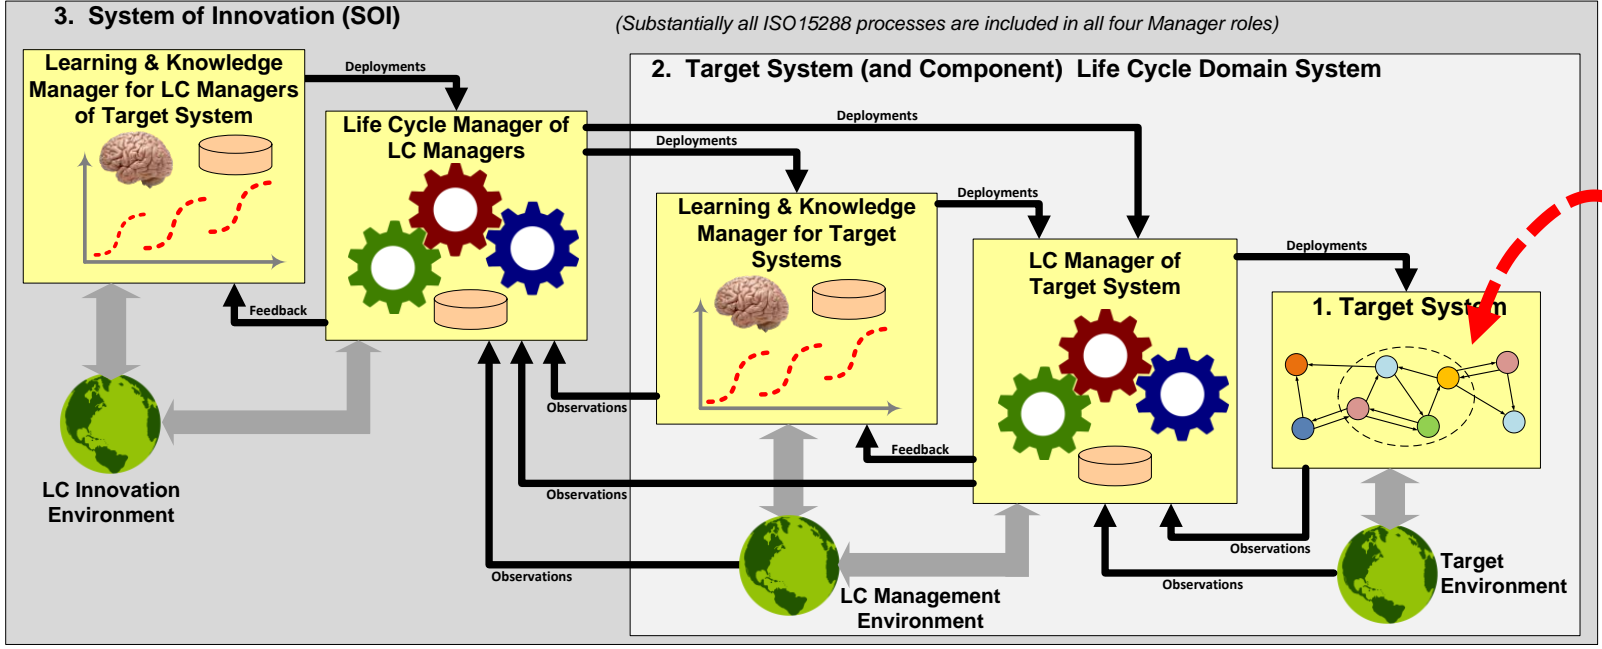 3.  System of Innovation (SOI)
(Substantially all ISO15288 processes are included in all four Manager roles)
Learning & Knowledge
Manager for LC Managers
of Target System
Deployments
2.  Target System (and Component)  Life Cycle Domain System
Life Cycle Manager of
LC Managers
Deployments
Deployments
Learning & Knowledge
Manager for Target
Systems
Deployments
LC Manager of
Target System
Deployments
1. Target System
Feedback
Observations
Feedback
Observations
Observations
Observations
Observations
LC Innovation
Environment
LC Management
Environment
Target
Environment